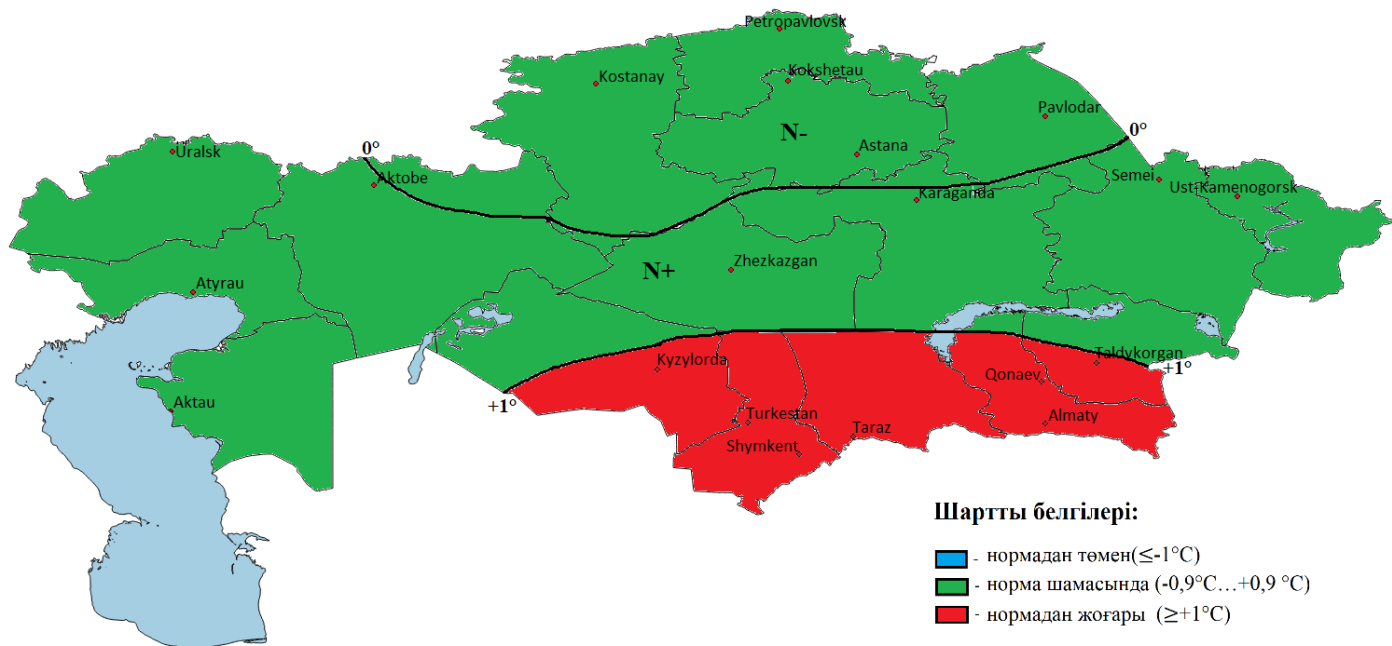 Petropavlovsk
Kostanay
Kokshetau
Pavlodar
N-
0°
Uralsk
0°
Astana
Aktobe
Semei
Ust-Kamenogorsk
Karaganda
N+
Zhezkazgan
Atyrau
Kyzylorda
Taldykorgan
+1°
Qonaev
+1°
Aktau
Turkestan
Almaty
Taraz
Shymkent
Шартты белгілері:
- нормадан төмен(≤-1°C)
- норма шамасында (-0,9°C…+0,9 °C)
- нормадан жоғары (≥+1°C)